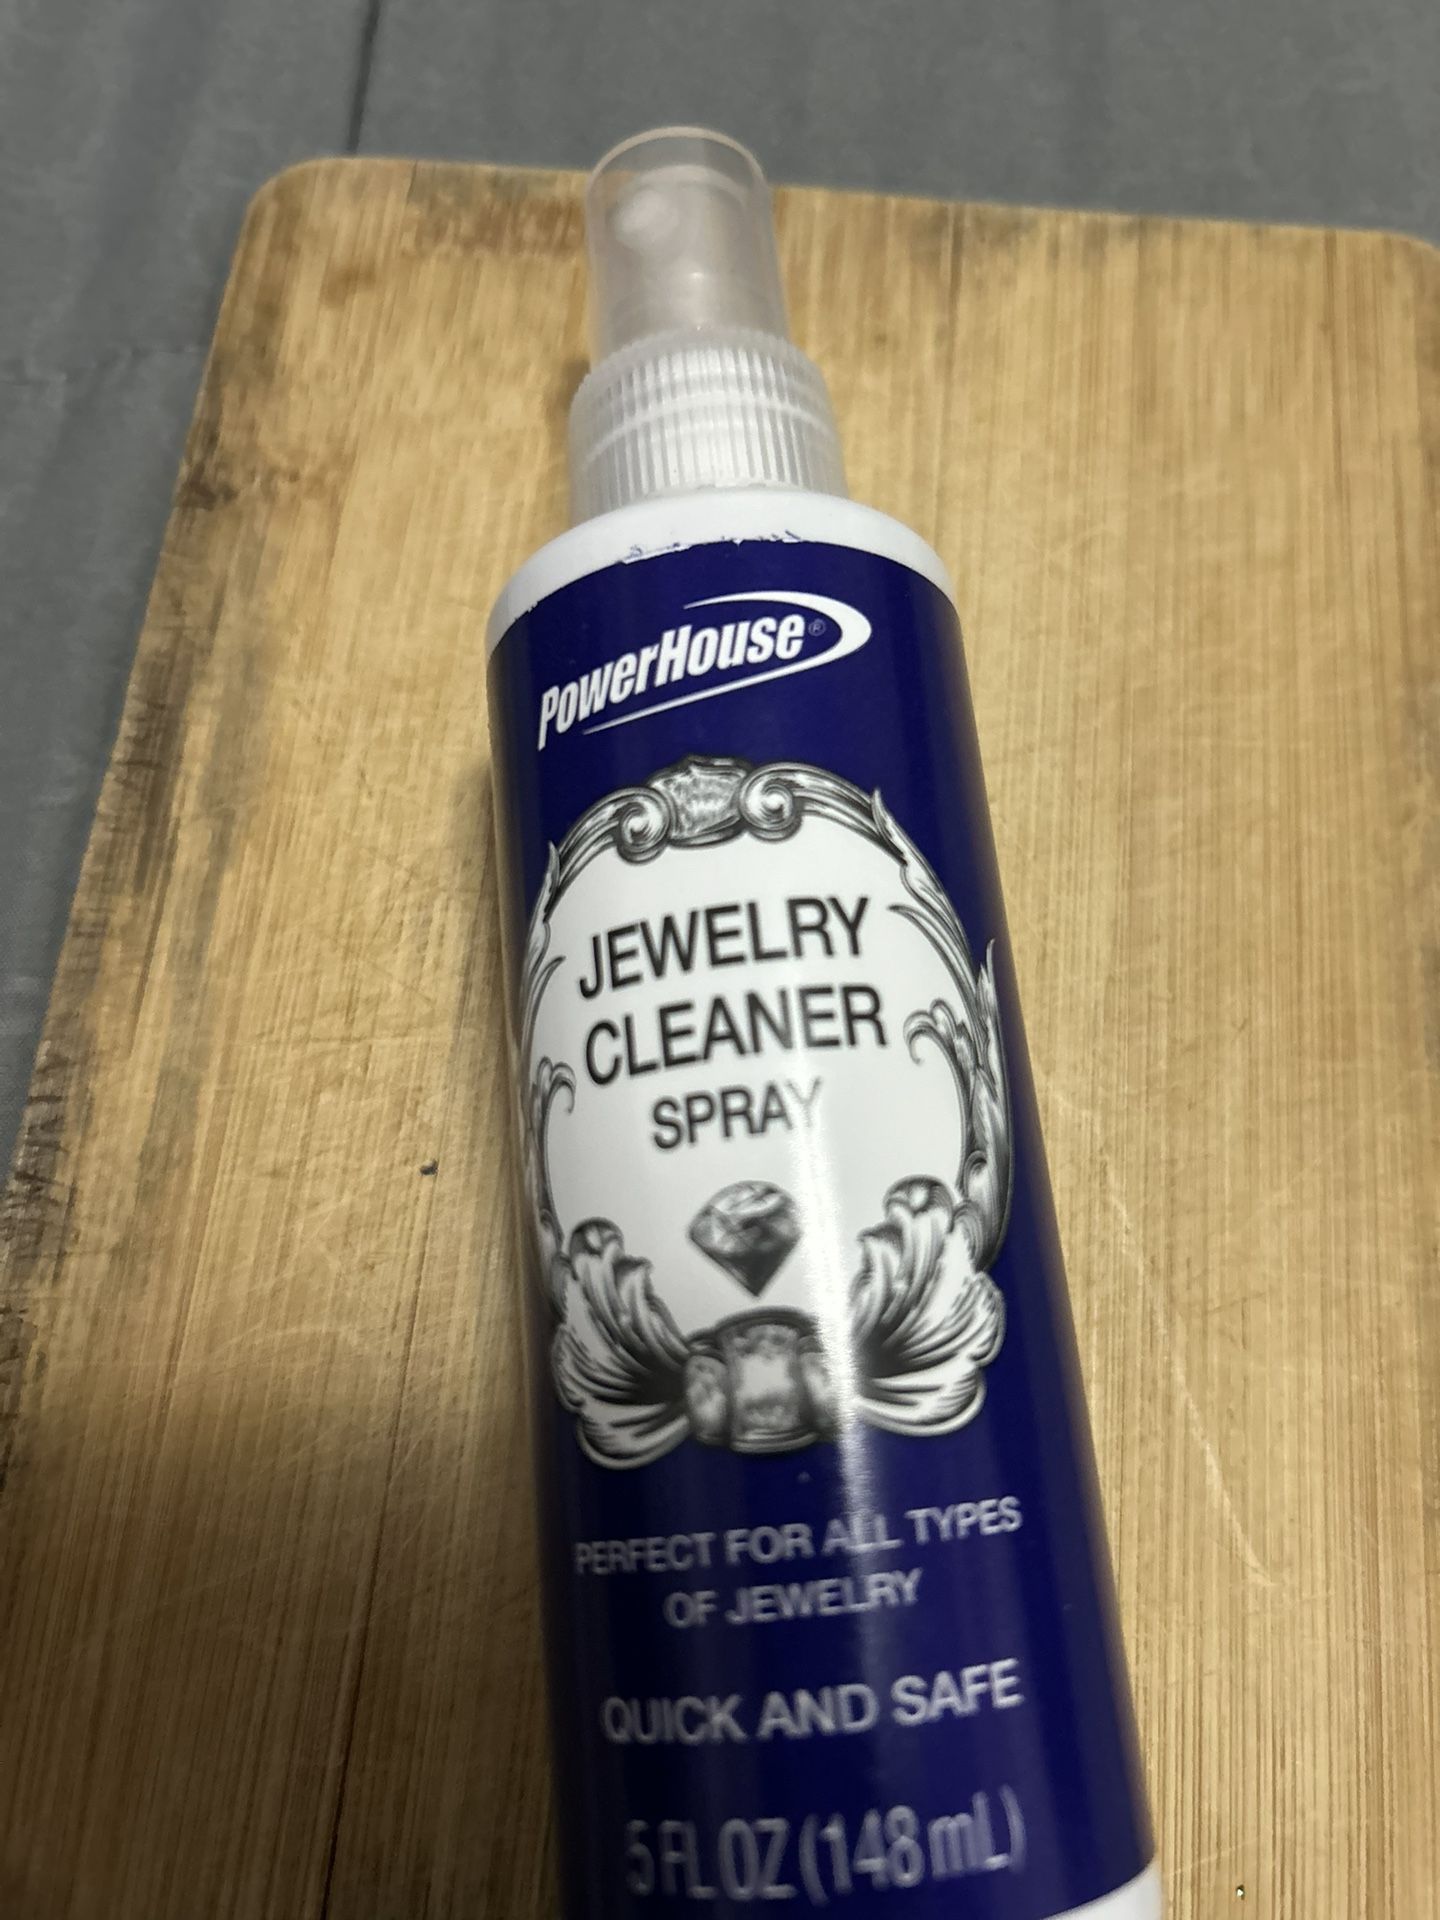 PowerHouse®
JEWELRY
CLEANER
SPRAY
PERFECT FOR ALL TYPES
OF JEWELRY
QUICK AND SAFE
5 FL OZ (148 mL)